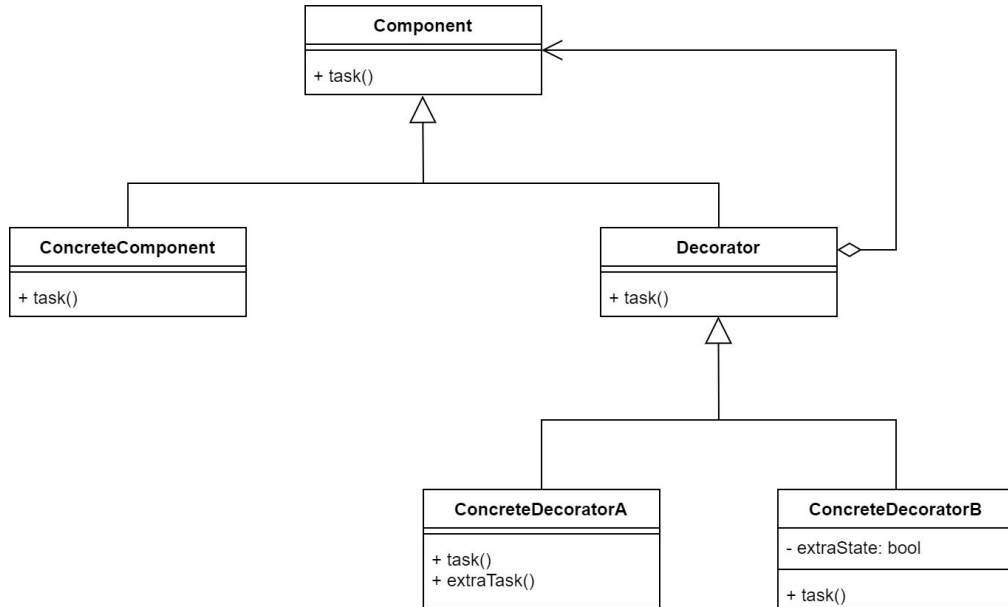 Component
+ task()
ConcreteComponent
+ task()
Decorator
+ task()
ConcreteDecoratorA
+ task()
+ extraTask()
ConcreteDecoratorB
- extraState: bool
+ task()